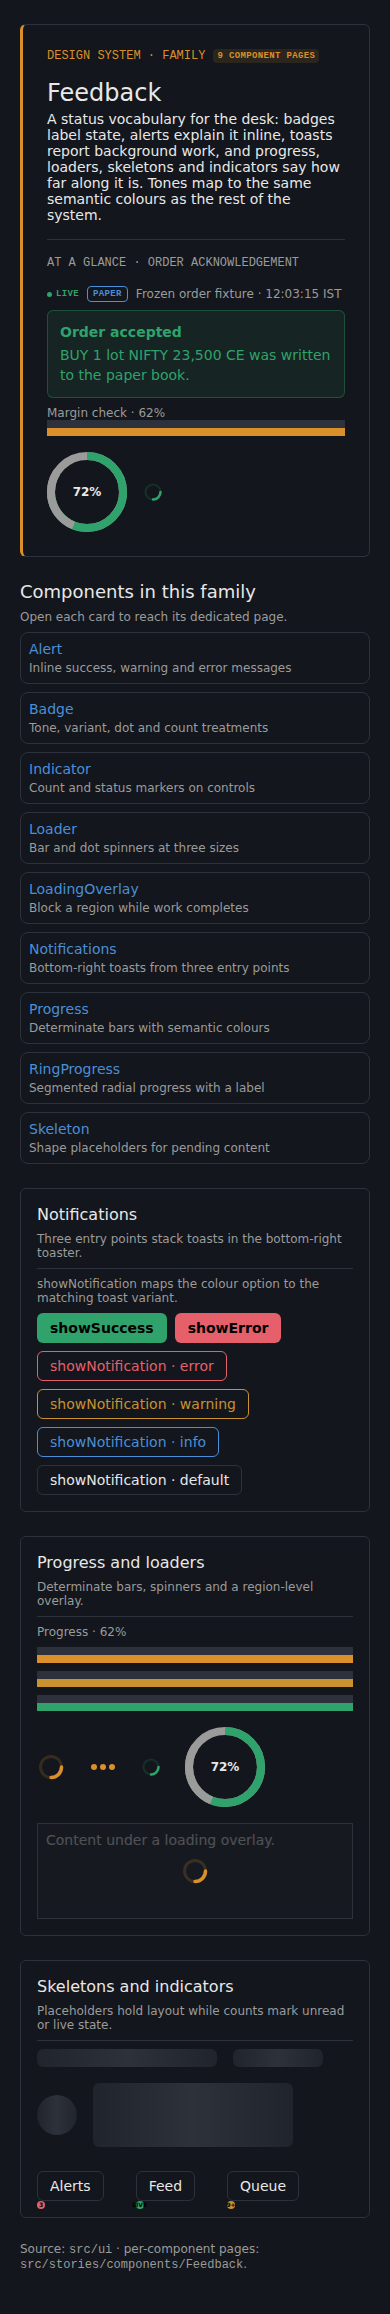 DESIGN SYSTEM · FAMILY 9 COMPONENT PAGES
Feedback
A status vocabulary for the desk: badges
label state, alerts explain it inline, toasts
report background work, and progress,
loaders, skeletons and indicators say how
far along it is. Tones map to the same
semantic colours as the rest of the
system.
AT A GLANCE · ORDER ACKNOWLEDGEMENT
LIVE PAPER Frozen order fixture · 12:03:15 IST
Order accepted
BUY 1 lot NIFTY 23,500 CE was written
to the paper book.
Margin check · 62%
72%
Components in this family
Open each card to reach its dedicated page.
Alert
Inline success, warning and error messages
Badge
Tone, variant, dot and count treatments
Indicator
Count and status markers on controls
Loader
Bar and dot spinners at three sizes
LoadingOverlay
Block a region while work completes
Notifications
Bottom-right toasts from three entry points
Progress
Determinate bars with semantic colours
RingProgress
Segmented radial progress with a label
Skeleton
Shape placeholders for pending content
Notifications
Three entry points stack toasts in the bottom-right
toaster.
showNotification maps the colour option to the
matching toast variant.
showSuccess showError
showNotification · error
showNotification · warning
showNotification · info
showNotification · default
Progress and loaders
Determinate bars, spinners and a region-level
overlay.
Progress · 62%
72%
Content under a loading overlay.
Skeletons and indicators
Placeholders hold layout while counts mark unread
or live state.
Alerts Feed Queue
3
Source: src/ui · per-component pages:
src/stories/components/Feedback.